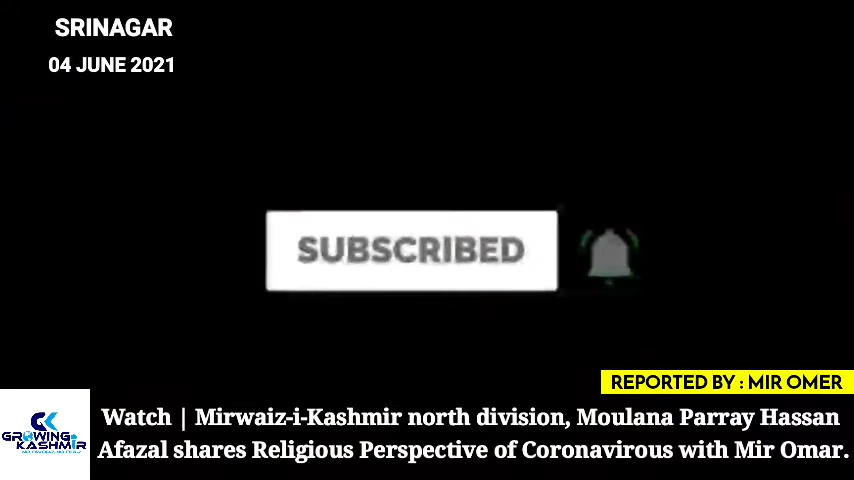 SRINAGAR
04 JUNE 2021
SUBSCRIBED
REPORTED BY : MIR OMER
Watch | Mirwaiz-i-Kashmir north division, Moulana Parray Hassan
Afazal shares Religious Perspective of Coronavirous with Mir Omar.
GROWING
KASHMIR